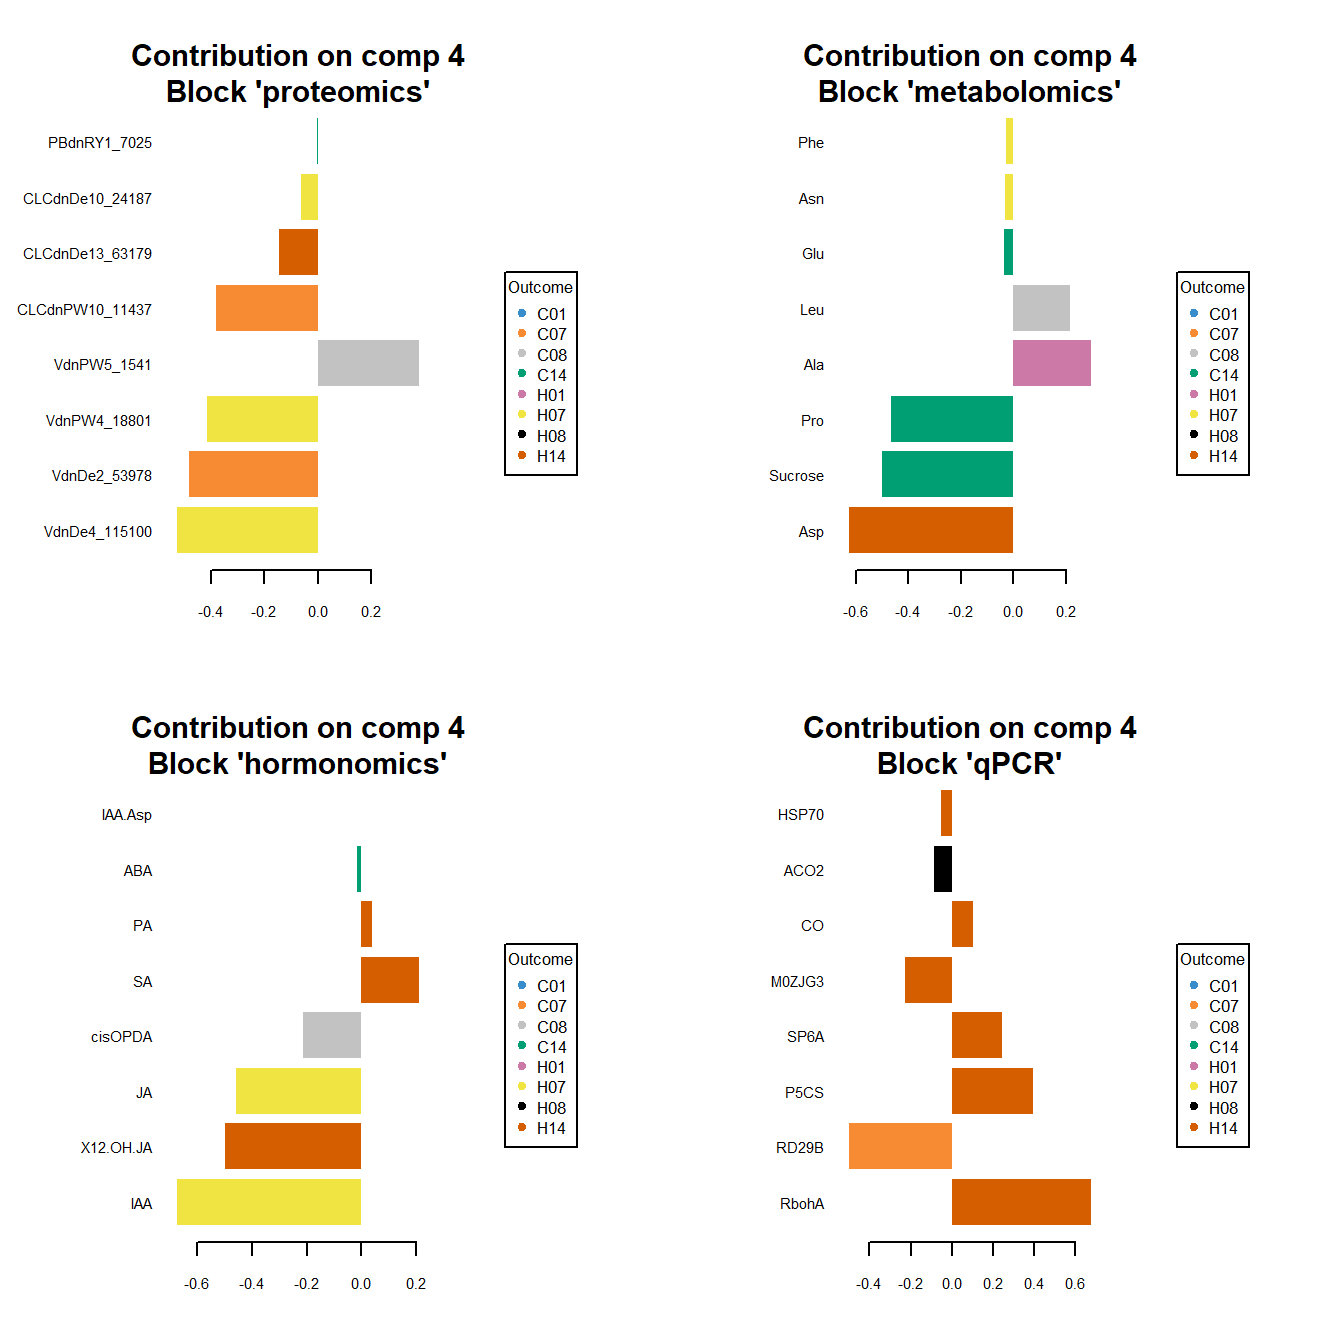 Contribution on comp 4
Block 'proteomics'
PBdnRY1_7025
CLCdnDe10_24187
CLCdnDe13_63179
CLCdnPW10_11437
VdnPW5_1541
VdnPW4_18801
VdnDe2_53978
VdnDe4_115100
-0.4 -0.2 0.0 0.2
Outcome
C01
C07
C08
C14
H01
H07
H08
H14
Contribution on comp 4
Block 'metabolomics'
Phe
Asn
Glu
Leu
Ala
Pro
Sucrose
Asp
-0.6 -0.4 -0.2 0.0 0.2
Outcome
C01
C07
C08
C14
H01
H07
H08
H14
Contribution on comp 4
Block 'hormonomics'
IAA.Asp
ABA
PA
SA
cisOPDA
JA
X12.OH.JA
IAA
-0.6 -0.4 -0.2 0.0 0.2
Outcome
C01
C07
C08
C14
H01
H07
H08
H14
Contribution on comp 4
Block 'qPCR'
HSP70
ACO2
CO
M0ZJG3
SP6A
P5CS
RD29B
RbohA
-0.4 -0.2 0.0 0.2 0.4 0.6
Outcome
C01
C07
C08
C14
H01
H07
H08
H14